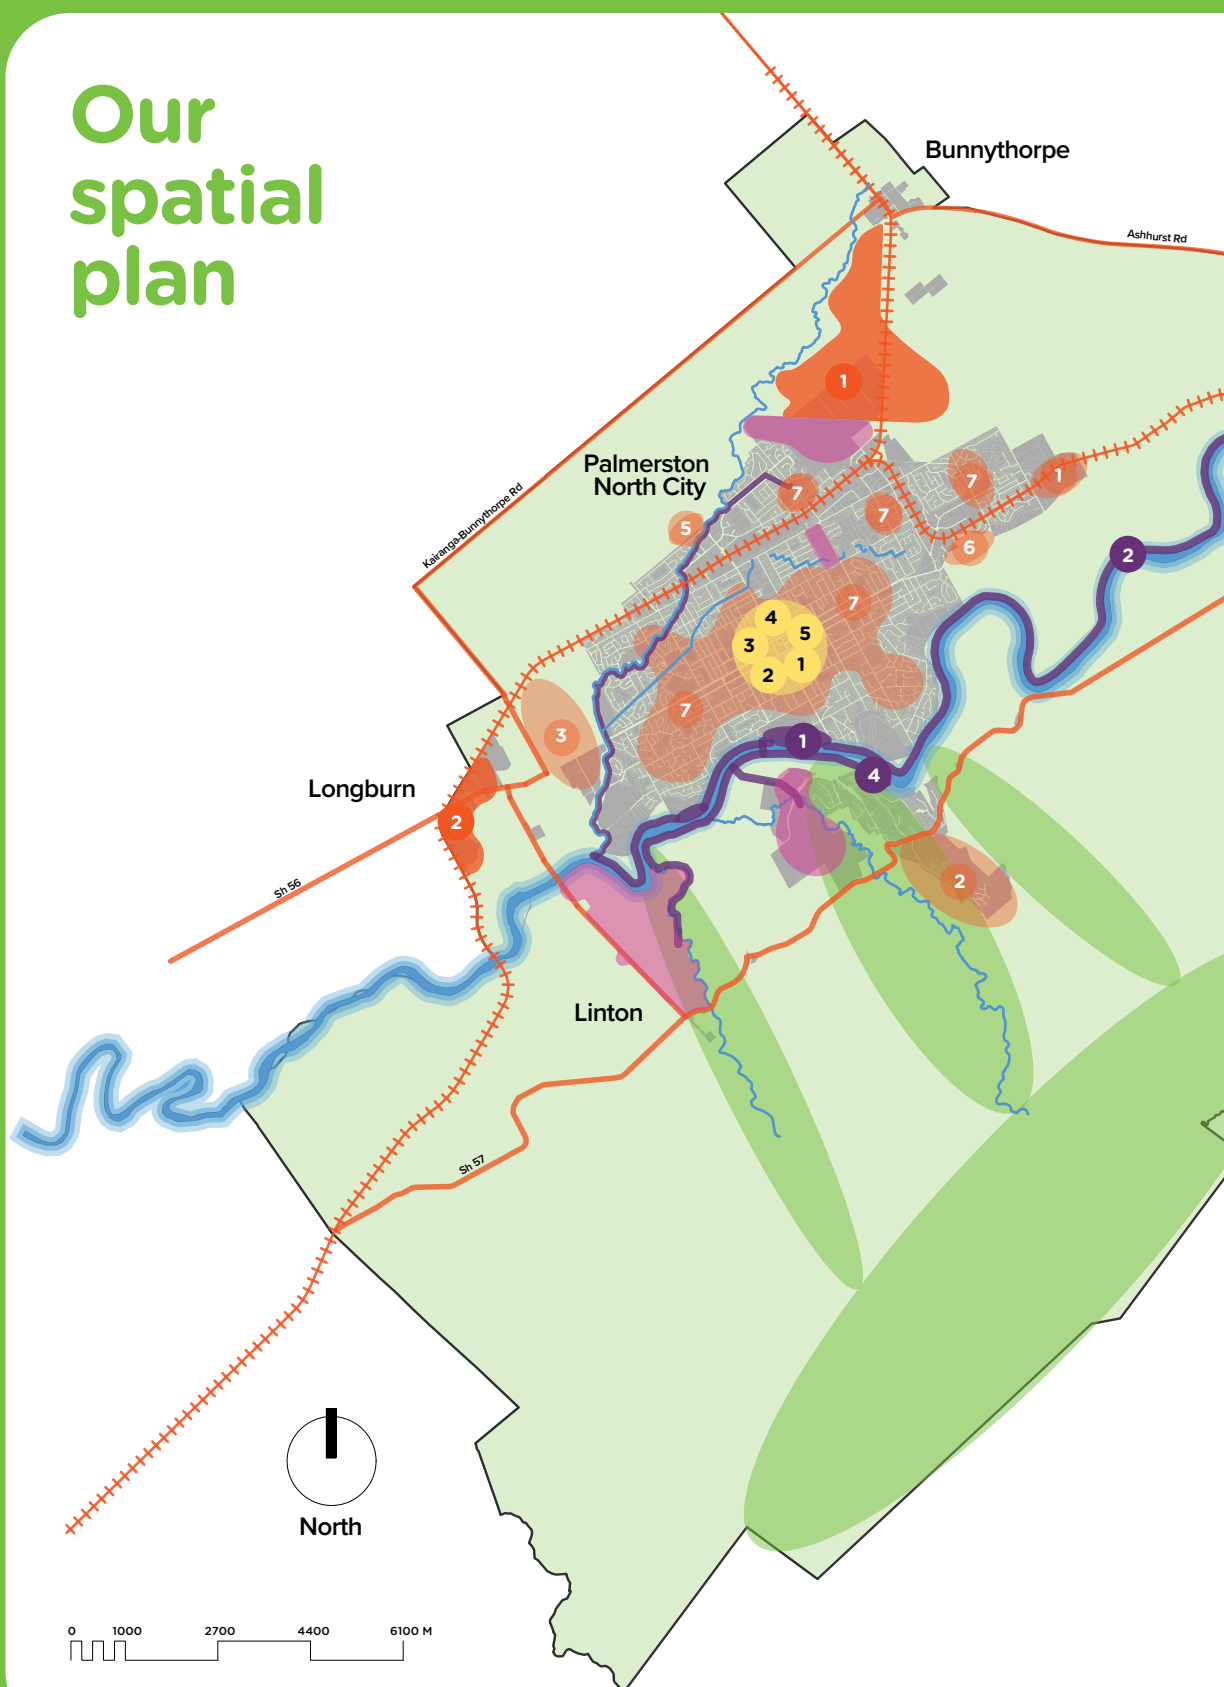 Our
spatial
plan
Bunnythorpe
Ashhurst Rd
1
Palmerston
North City
Kairanga-Bunnythorpe Rd
7
7
1
5
7
6
2
7
4
5
3
1
2
7
3
1
4
Longburn
2
2
Sh 56
Linton
Sh 57
North
0 1000 2700 4400 6100 M